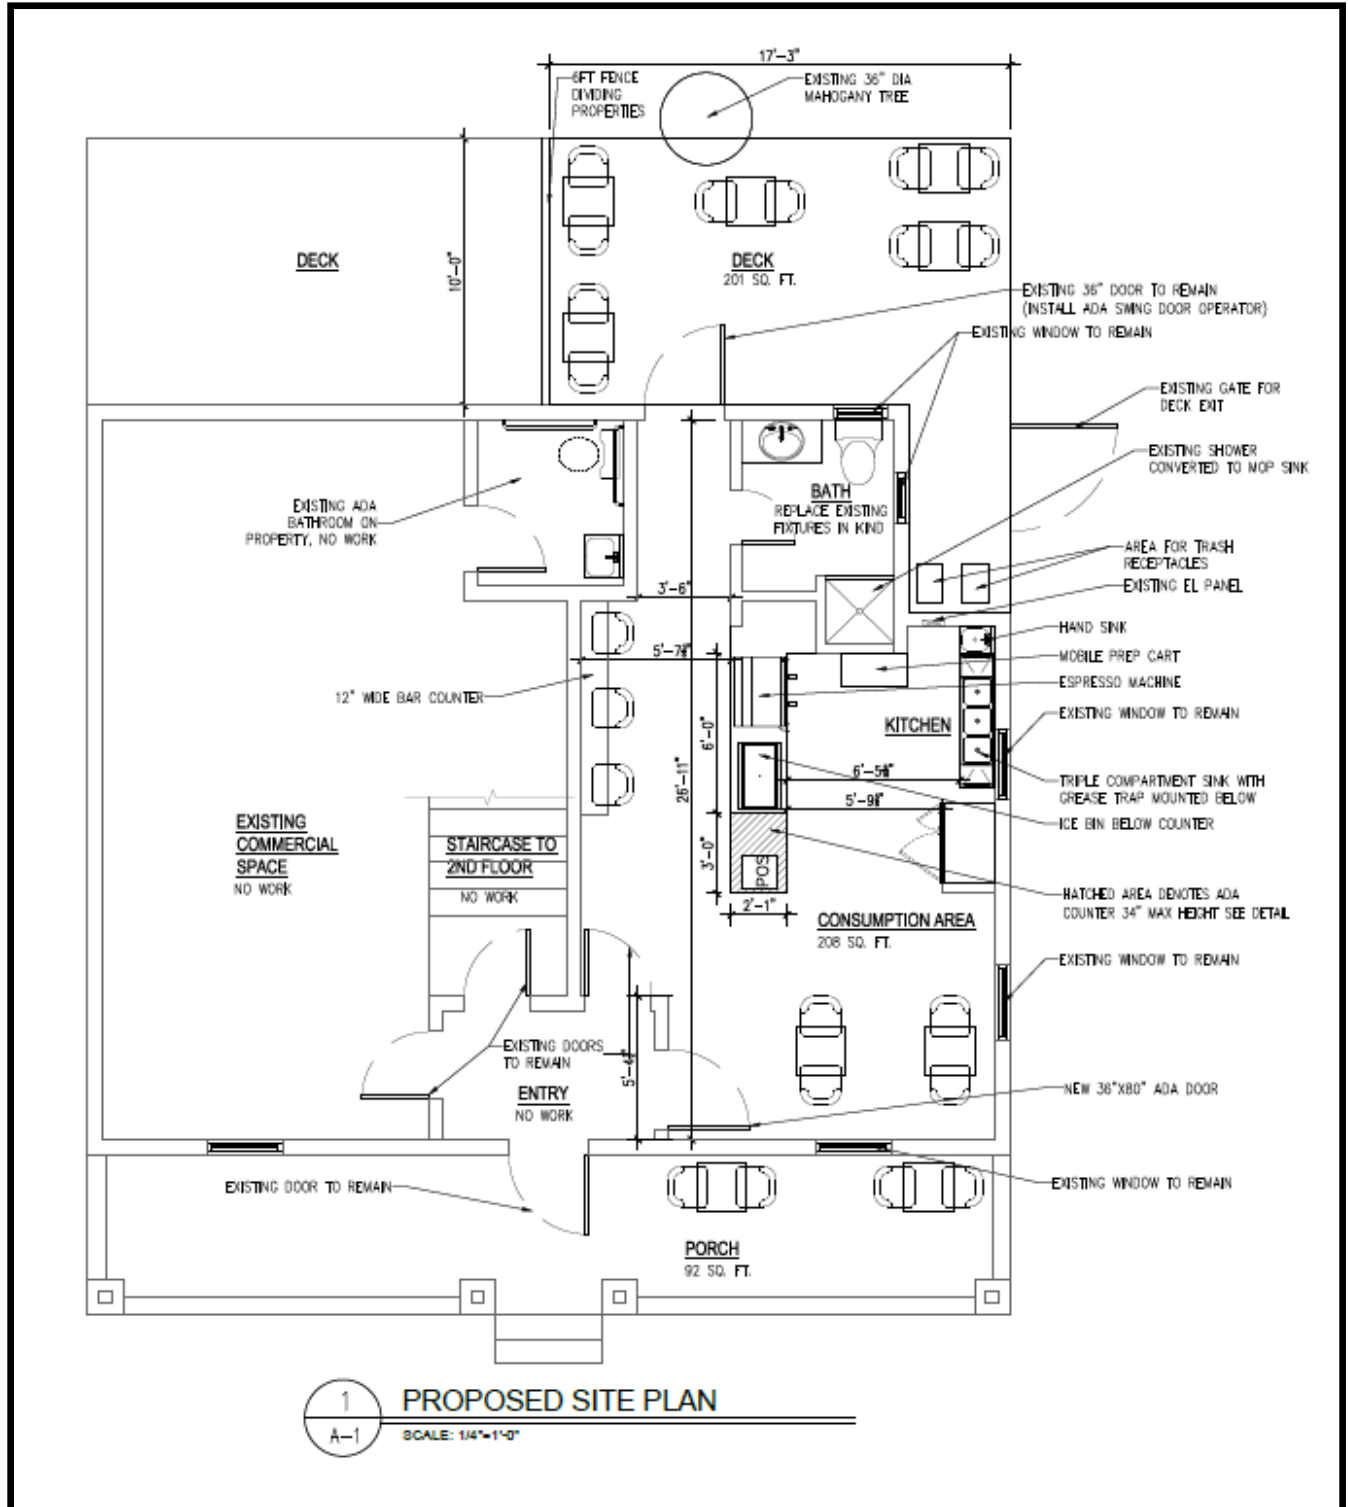 17'-3"
6FT FENCE
DIVIDING
PROPERTIES
EXISTING 36" DIA
MAHOGANY TREE
DECK
10'-0"
DECK
201 SQ. FT.
EXISTING 36" DOOR TO REMAIN
(INSTALL ADA SWING DOOR OPERATOR)
EXISTING WINDOW TO REMAIN
EXISTING GATE FOR
DECK EXIT
EXISTING SHOWER
CONVERTED TO MOP SINK
EXISTING ADA
BATHROOM ON
PROPERTY, NO WORK
BATH
REPLACE EXISTING
FIXTURES IN KIND
AREA FOR TRASH
RECEPTACLES
EXISTING EL PANEL
3'-6"
HAND SINK
5'-7
MOBILE PREP CART
ESPRESSO MACHINE
12" WIDE BAR COUNTER
6'-0"
KITCHEN
EXISTING WINDOW TO REMAIN
26'-11"
6'-5
TRIPLE COMPARTMENT SINK WITH
GREASE TRAP MOUNTED BELOW
5'-9
ICE BIN BELOW COUNTER
EXISTING
COMMERCIAL
SPACE
NO WORK
STAIRCASE TO
2ND FLOOR
NO WORK
3'-0"
POS
2'-1"
HATCHED AREA DENOTES ADA
COUNTER 34" MAX HEIGHT SEE DETAIL
CONSUMPTION AREA
208 SQ. FT.
EXISTING WINDOW TO REMAIN
EXISTING DOORS
TO REMAIN
ENTRY
NO WORK
NEW 36"X80" ADA DOOR
EXISTING DOOR TO REMAIN
EXISTING WINDOW TO REMAIN
PORCH
92 SQ. FT.
1
A-1
PROPOSED SITE PLAN
SCALE: 1/4"=1'-0"